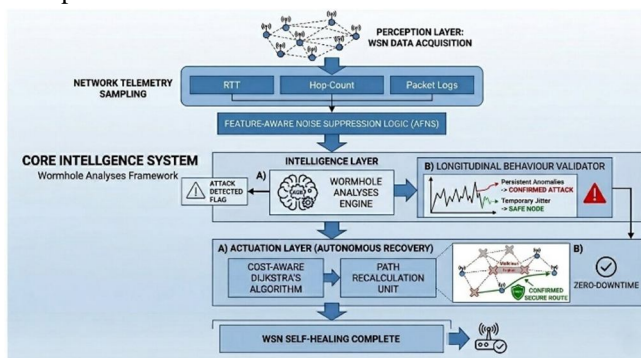 PERCEPTION LAYER:
WSN DATA ACQUISITION
NETWORK TELEMETRY
SAMPLING
RTT
Hop-Count
Packet Logs
FEATURE-AWARE NOISE SUPPRESSION LOGIC (AFNS)
CORE INTELLGENCE SYSTEM
Wormhole Analyses Framework
INTELLIGENCE LAYER
ATTACK
DETECTED
FLAG
A)
WORMHOLE
ANALYSES
ENGINE
B) LONGITUDINAL BEHAVIOUR VALIDATOR
Persistent Anomalies
-> CONFIRMED ATTACK
Temporary Jitter
-> SAFE NODE
A) ACTUATION LAYER (AUTONOMOUS RECOVERY)
COST-AWARE
DIJKSTRA'S
ALGORITHM
PATH
RECALCULATION
UNIT
CONFIRMED
SECURE ROUTE
B)
ZERO-DOWNTIME
WSN SELF-HEALING COMPLETE